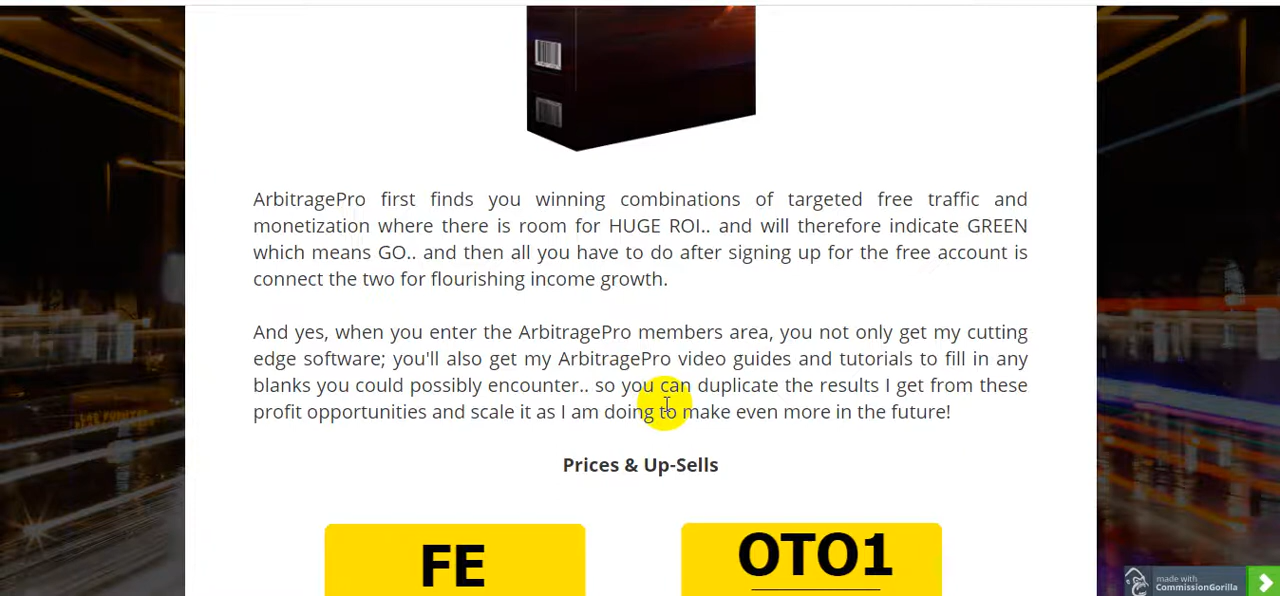 ArbitragePro first finds you winning combinations of targeted free traffic and
monetization where there is room for HUGE ROI.. and will therefore indicate GREEN
which means GO.. and then all you have to do after signing up for the free account is
connect the two for flourishing income growth.
And yes, when you enter the ArbitragePro members area, you not only get my cutting
edge software; you'll also get my ArbitragePro video guides and tutorials to fill in any
blanks you could possibly encounter.. so you can duplicate the results I get from these
profit opportunities and scale it as I am doing to make even more in the future!
Prices & Up-Sells
FE
OTO1
made with
CommissionGorilla